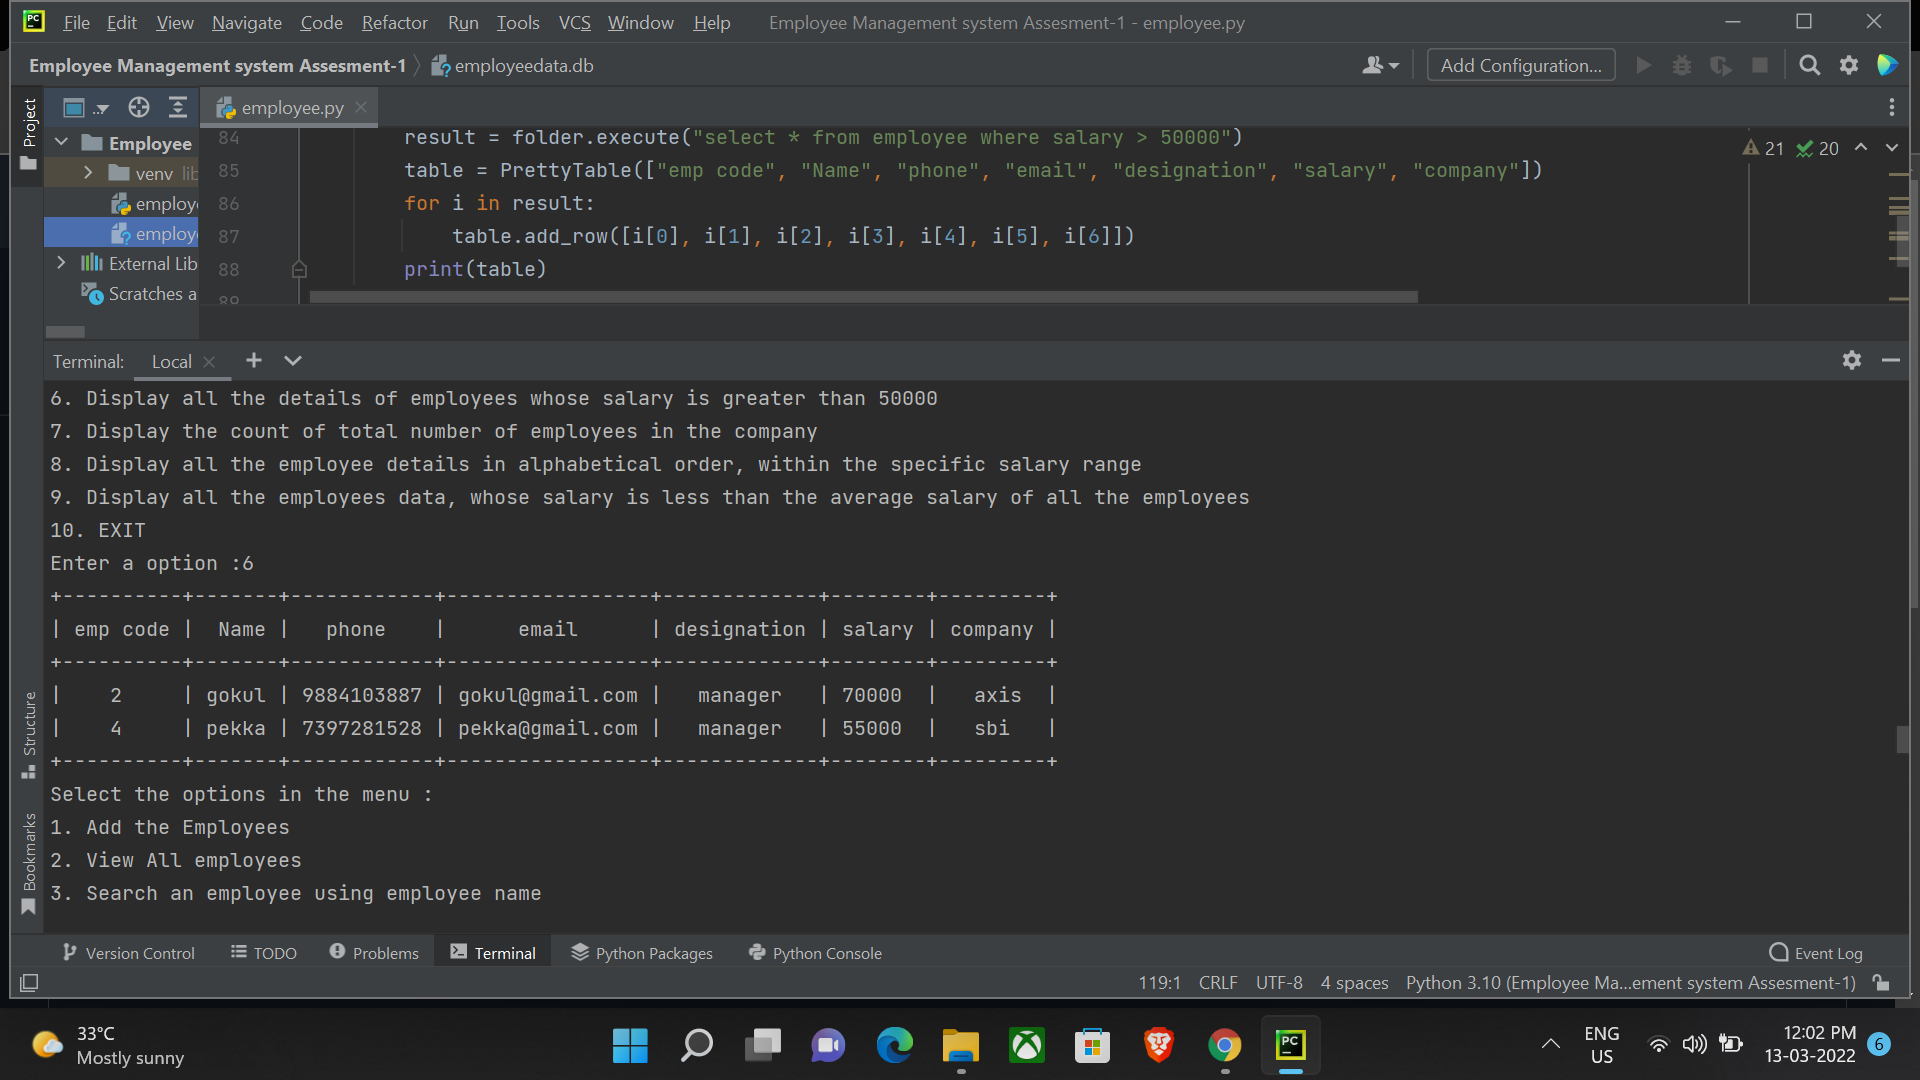 PC File Edit View Navigate Code Refactor Run Tools VCS Window Help Employee Management system Assesment-1 - employee.py
Employee Management system Assesment-1 employeedata.db Add Configuration...
Project
.. employee.py
Employee
venv lib
employ
employ
External Lib
Scratches a
84 result = folder.execute("select * from employee where salary > 50000")
85 table = PrettyTable(["emp code", "Name", "phone", "email", "designation", "salary", "company"])
86 for i in result:
87 table.add_row([i[0], i[1], i[2], i[3], i[4], i[5], i[6]])
88 print(table)
89
21 20
Terminal: Local
6. Display all the details of employees whose salary is greater than 50000
7. Display the count of total number of employees in the company
8. Display all the employee details in alphabetical order, within the specific salary range
9. Display all the employees data, whose salary is less than the average salary of all the employees
10. EXIT
Enter a option :6
+----------+-------+------------+-----------------+-------------+--------+---------+
| emp code | Name | phone | email | designation | salary | company |
+----------+-------+------------+-----------------+-------------+--------+---------+
| 2 | gokul | 9884103887 | gokul@gmail.com | manager | 70000 | axis |
| 4 | pekka | 7397281528 | pekka@gmail.com | manager | 55000 | sbi |
+----------+-------+------------+-----------------+-------------+--------+---------+
Select the options in the menu :
1. Add the Employees
2. View All employees
3. Search an employee using employee name
Structure
Bookmarks
Version Control TODO Problems Terminal Python Packages Python Console Event Log
119:1 CRLF UTF-8 4 spaces Python 3.10 (Employee Ma...ement system Assesment-1)
33°C
Mostly sunny
PC
ENG
US
12:02 PM
13-03-2022
6